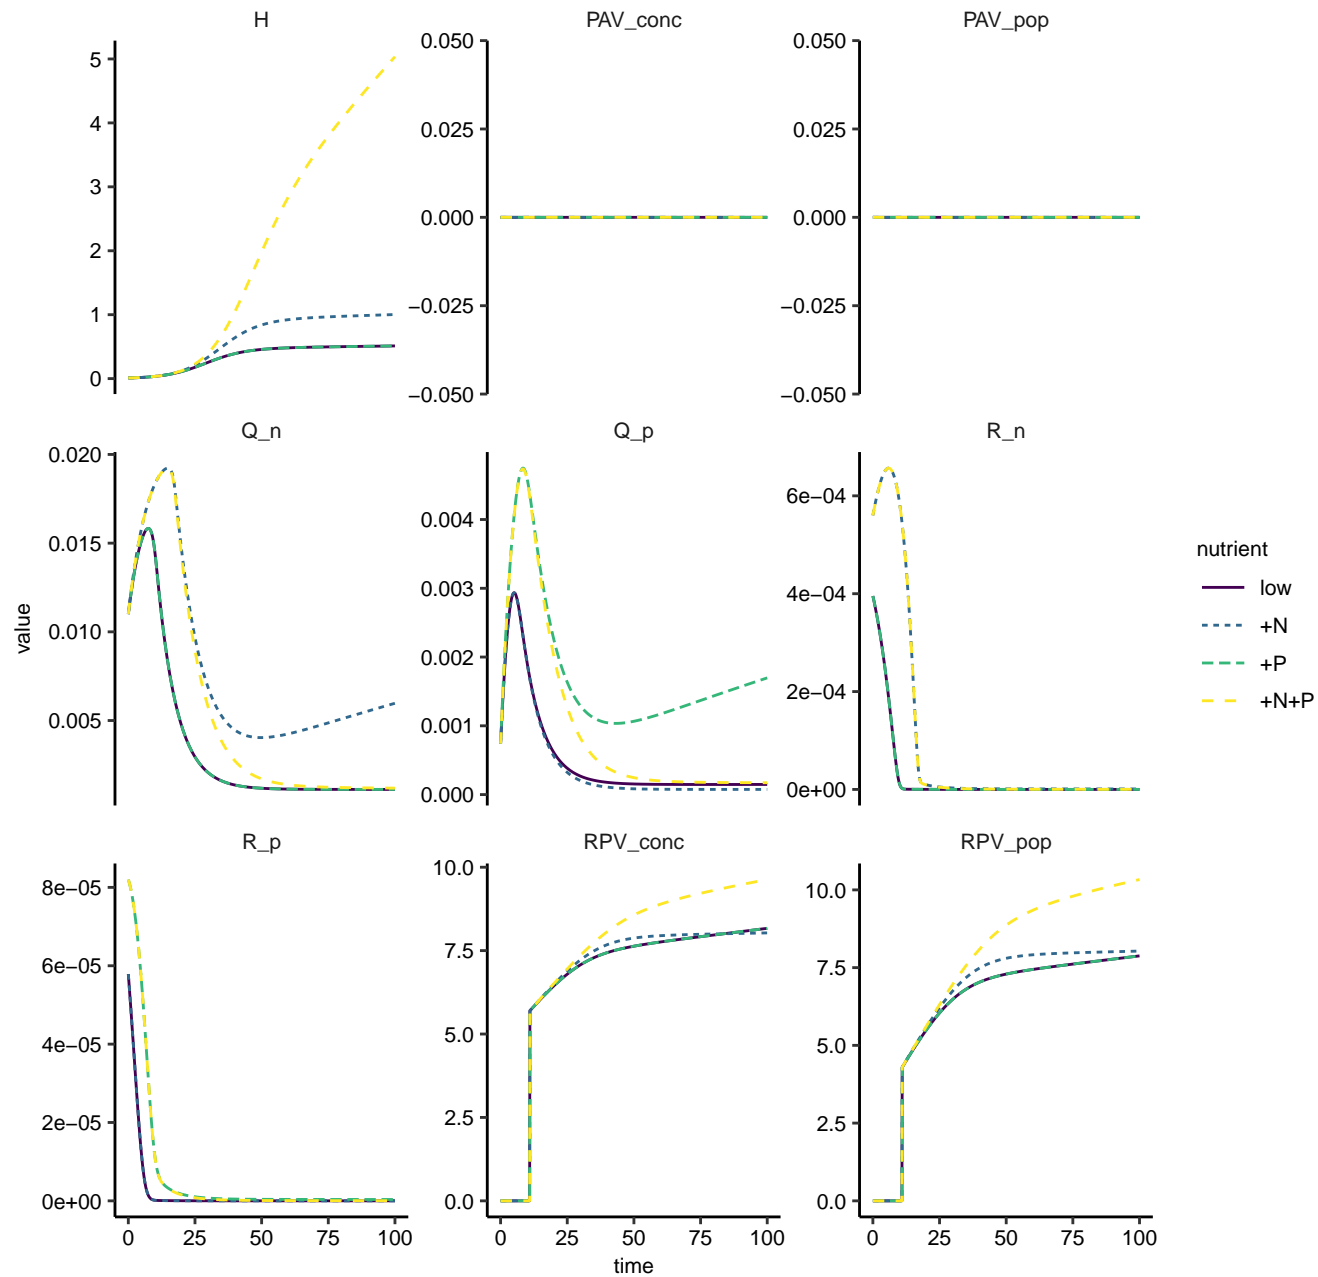 H
PAV_conc
PAV_pop
5
4
3
2
1
0
0.050
0.025
0.000
−0.025
−0.050
0.050
0.025
0.000
−0.025
−0.050
Q_n
Q_p
R_n
0.020
0.015
0.010
0.005
0.004
0.003
0.002
0.001
0.000
6e−04
4e−04
2e−04
0e+00
R_p
RPV_conc
RPV_pop
8e−05
6e−05
4e−05
2e−05
0e+00
10.0
7.5
5.0
2.5
0.0
10.0
7.5
5.0
2.5
0.0
0 25 50 75 100
0 25 50 75 100
0 25 50 75 100
time
value
nutrient
low
+N
+P
+N+P